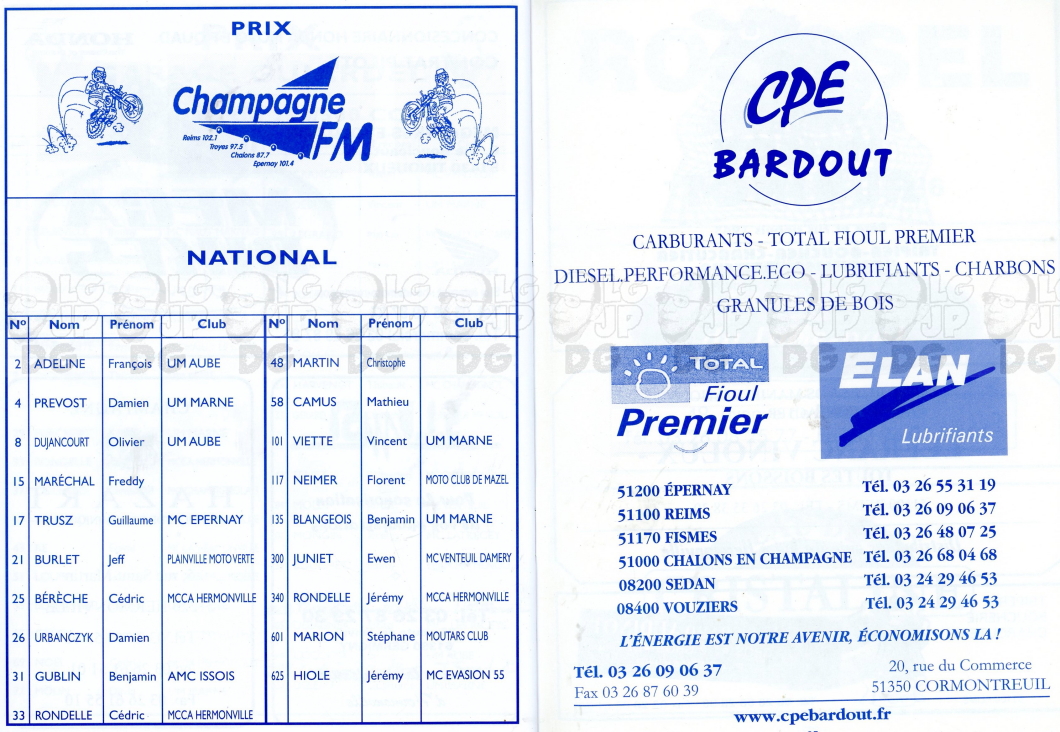 PRIX
Champagne
FM
Reims 102.1
Troyes 97.5
Chalons 87.7
Epernay 101.4
NATIONAL
Nº Nom Prénom Club Nº Nom Prénom Club
2 ADELINE François UM AUBE 48 MARTIN Christophe
4 PREVOST Damien UM MARNE 58 CAMUS Mathieu
8 DUJANCOURT Olivier UM AUBE 101 VIETTE Vincent UM MARNE
15 MARÉCHAL Freddy 117 NEIMER Florent MOTO CLUB DE MAZEL
17 TRUSZ Guillaume MC EPERNAY 135 BLANGEOIS Benjamin UM MARNE
21 BURLET Jeff PLAINVILLE MOTO VERTE 300 JUNIET Ewen MC VENTEUIL DAMERY
25 BÉRÈCHE Cédric MCCA HERMONVILLE 340 RONDELLE Jérémy MCCA HERMONVILLE
26 URBANCZYK Damien 601 MARION Stéphane MOUTARS CLUB
31 GUBLIN Benjamin AMC ISSOIS 625 HIOLE Jérémy MC EVASION 55
33 RONDELLE Cédric MCCA HERMONVILLE
CPE
BARDOUT
CARBURANTS - TOTAL FIOUL PREMIER
DIESEL.PERFORMANCE.ECO - LUBRIFIANTS - CHARBONS
GRANULES DE BOIS
TOTAL
Fioul
Premier
ELAN
Lubrifiants
51200 ÉPERNAY Tél. 03 26 55 31 19
51100 REIMS Tél. 03 26 09 06 37
51170 FISMES Tél. 03 26 48 07 25
51000 CHALONS EN CHAMPAGNE Tél. 03 26 68 04 68
08200 SEDAN Tél. 03 24 29 46 53
08400 VOUZIERS Tél. 03 24 29 46 53
L'ÉNERGIE EST NOTRE AVENIR, ÉCONOMISONS LA !
Tél. 03 26 09 06 37
Fax 03 26 87 60 39
20, rue du Commerce
51350 CORMONTREUIL
www.cpebardout.fr
LG JP DG